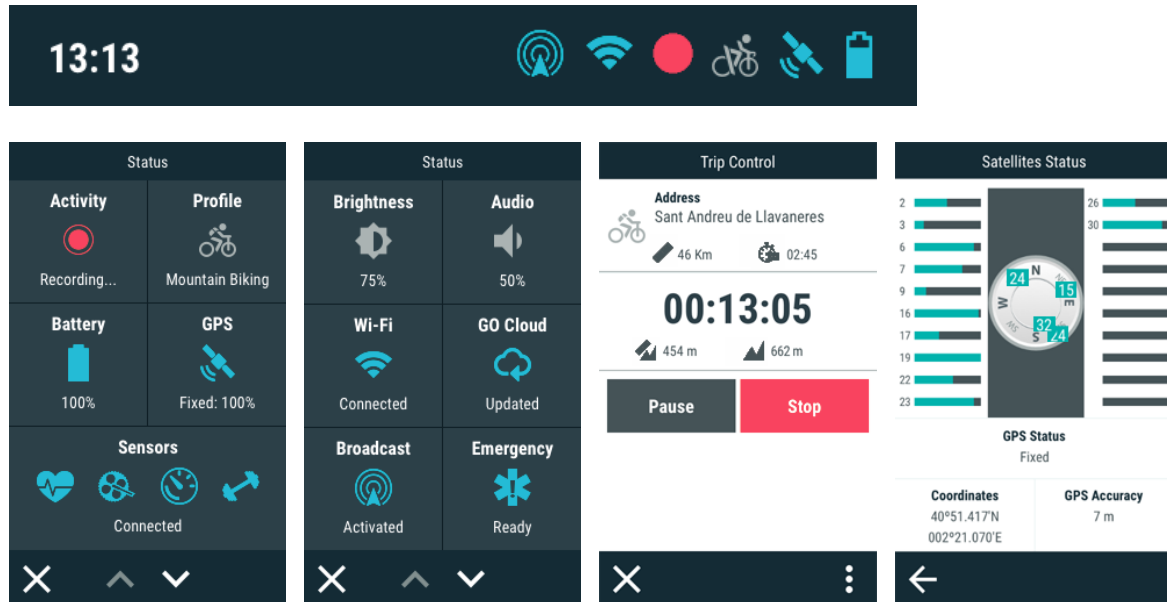 13:13
Status
Activity
Profile
Recording...
Mountain Biking
Battery
GPS
100%
Fixed: 100%
Sensors
Connected
Status
Brightness
Audio
75%
50%
Wi-Fi
GO Cloud
Connected
Updated
Broadcast
Emergency
Activated
Ready
Trip Control
Address
Sant Andreu de Llavaneres
46 Km
02:45
00:13:05
454 m
662 m
Pause
Stop
Satellites Status
2
26
3
30
6
7
9
16
17
19
22
23
N
24
15
E
W
SW
32
24
S
GPS Status
Fixed
Coordinates
GPS Accuracy
40º51.417'N
7 m
002º21.070'E